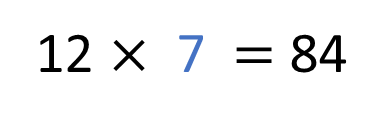 12 × 7 = 84